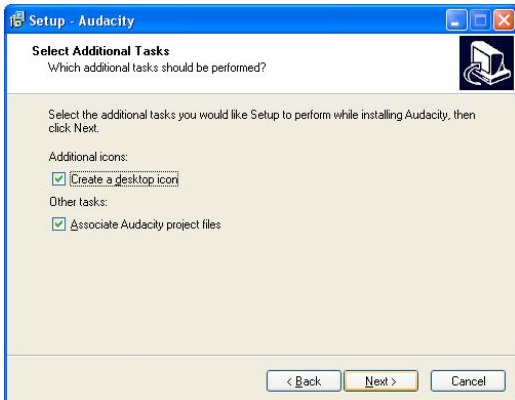 Setup - Audacity
Select Additional Tasks
Which additional tasks should be performed?
Select the additional tasks you would like Setup to perform while installing Audacity, then
click Next.
Additional icons:
Create a desktop icon
Other tasks:
Associate Audacity project files
< Back Next > Cancel